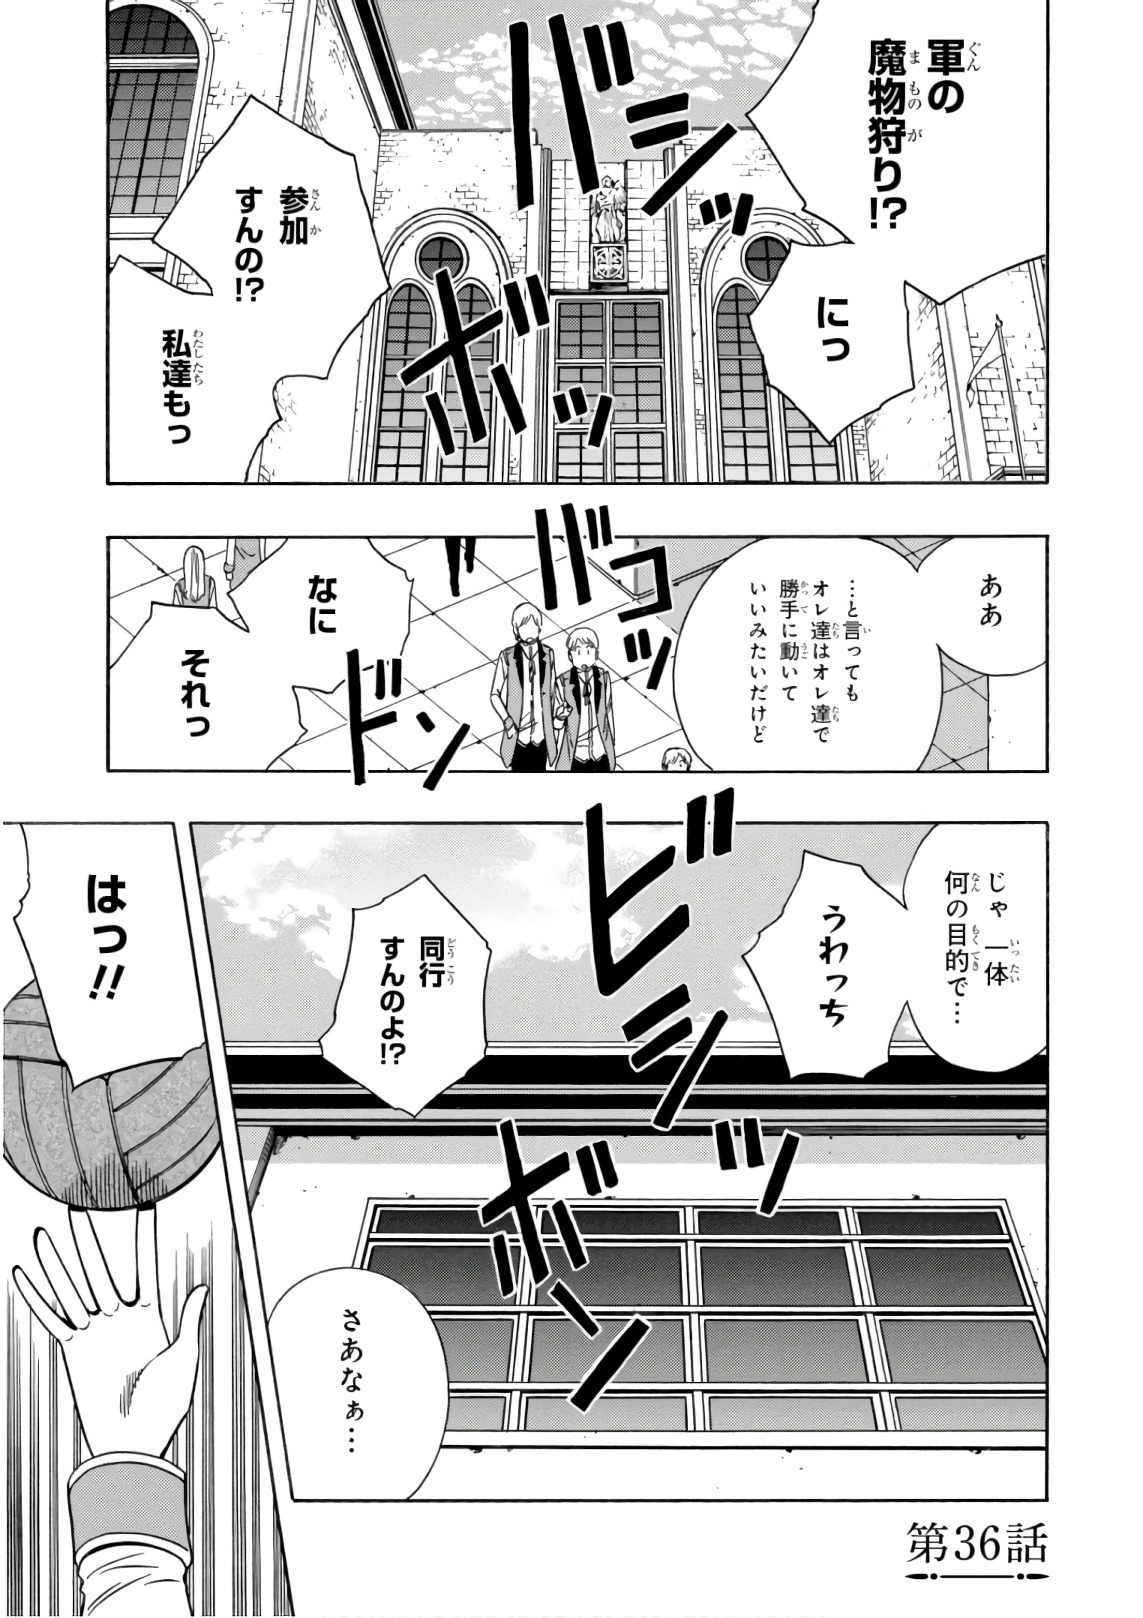 軍の
魔物狩り!?
にっ
バシッ
ボッ
参加
すんの!?
私達もっ
ああ
…と言っても
オレ達はオレ達で
勝手に動いて
いいみたいだけど
バコ
ドン
なに
それっ
じゃ一体
何の目的で…
うわっち
ビシ
同行
すんのよ!?
ボン
さあなぁ…
はっ!!
第36話